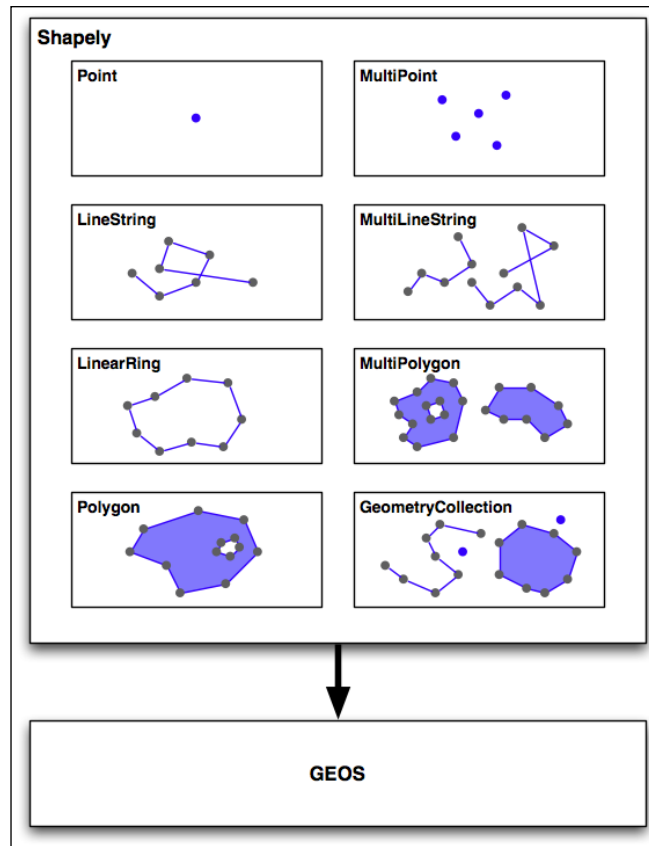 Shapely
Point
MultiPoint
LineString
MultiLineString
LinearRing
MultiPolygon
Polygon
GeometryCollection
GEOS